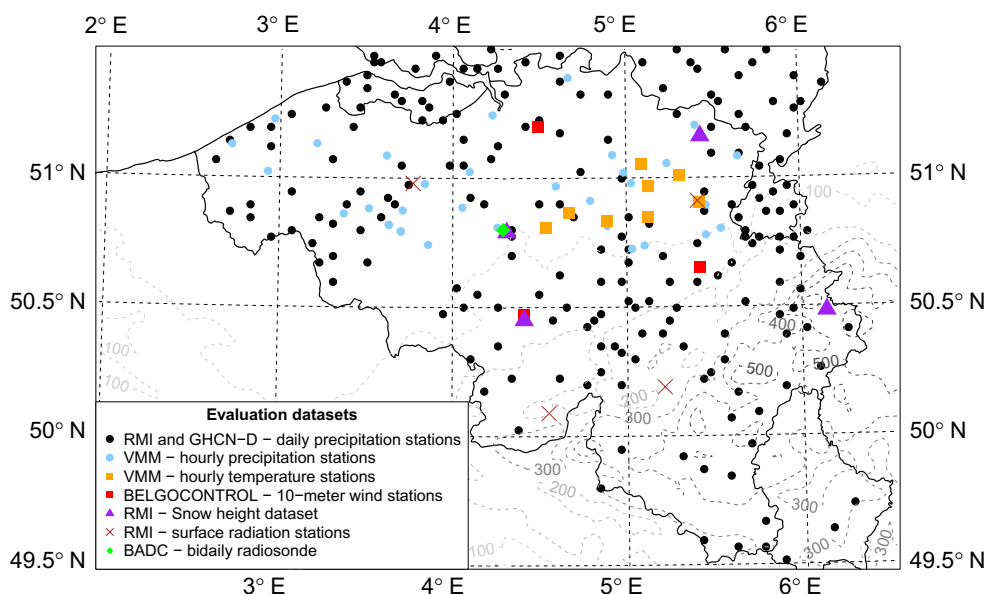 2° E 3° E 4° E 5° E 6° E
51° N 51° N
100
400
50.5° N 50.5° N
100
500 500
100
200
300
50° N 50° N
300
200
300
100
300
300
49.5° N 49.5° N
3° E 4° E 5° E 6° E
Evaluation datasets
RMI and GHCN−D − daily precipitation stations
VMM − hourly precipitation stations
VMM − hourly temperature stations
BELGOCONTROL − 10−meter wind stations
RMI − Snow height dataset
RMI − surface radiation stations
BADC − bidaily radiosonde